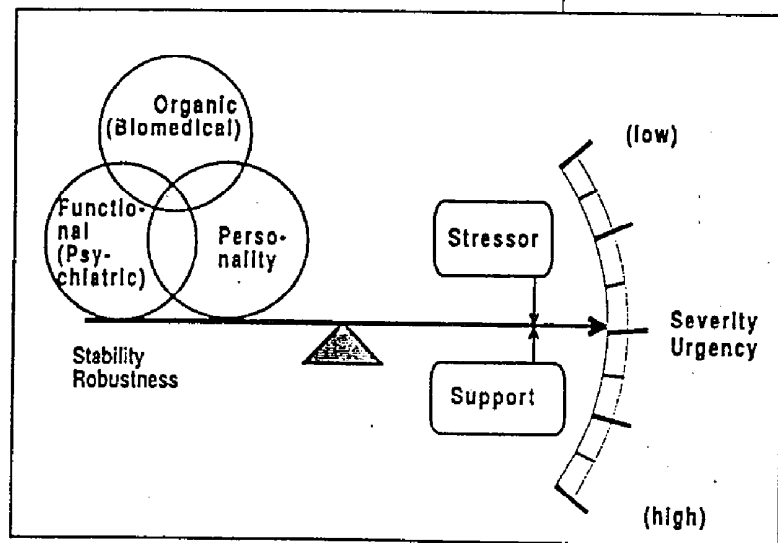 Organic
(Biomedical)
Functio-
nal
(Psy-
chiatric)
Perso-
nality
Stability
Robustness
Stressor
Support
(low)
Severity
Urgency
(high)